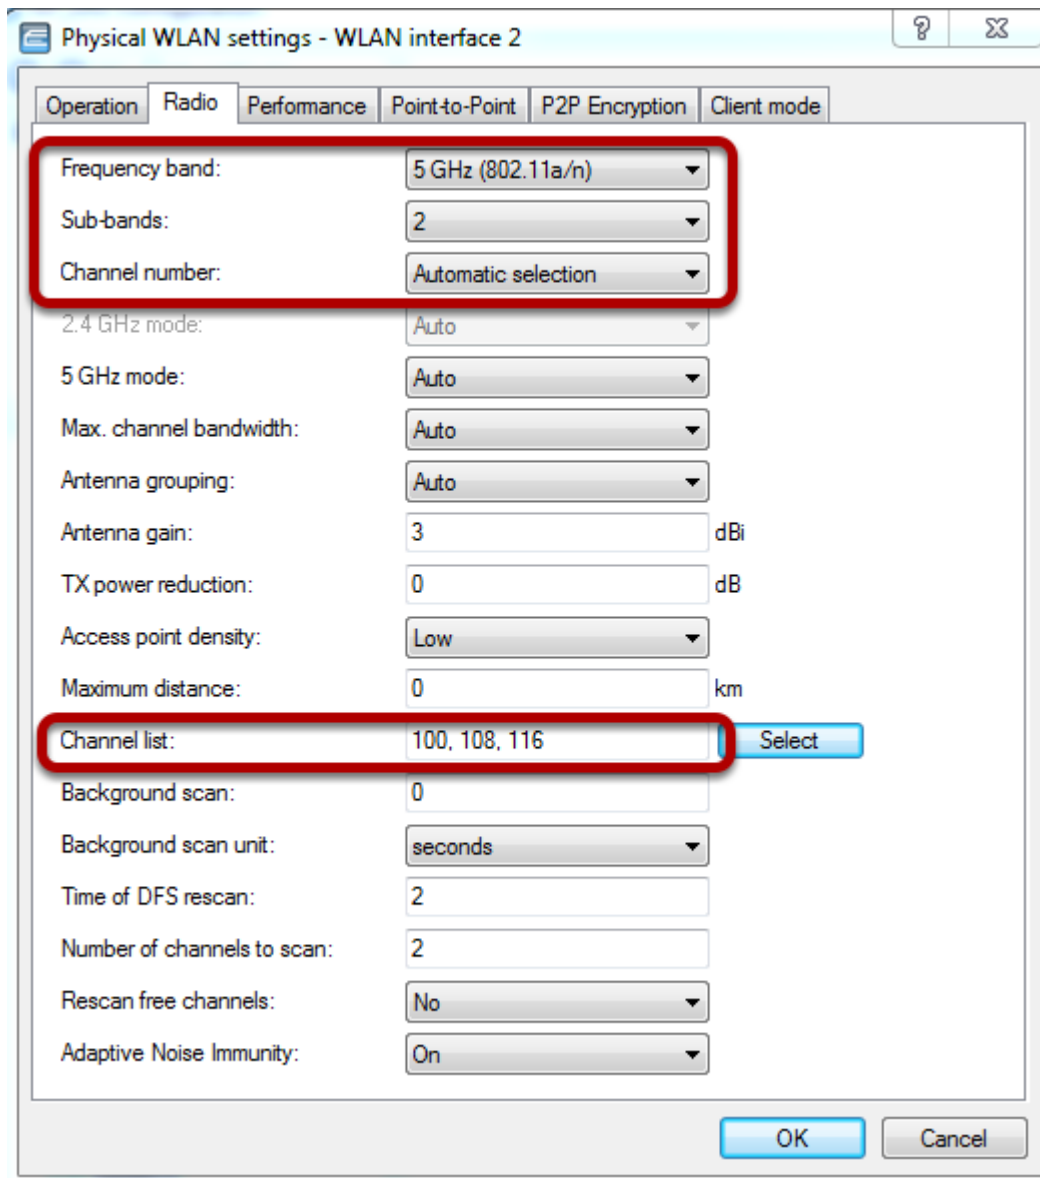 Physical WLAN settings - WLAN interface 2
Operation Radio Performance Point-to-Point P2P Encryption Client mode
Frequency band: 5 GHz (802.11a/n)
Sub-bands: 2
Channel number: Automatic selection
2.4 GHz mode: Auto
5 GHz mode: Auto
Max. channel bandwidth: Auto
Antenna grouping: Auto
Antenna gain: 3 dBi
TX power reduction: 0 dB
Access point density: Low
Maximum distance: 0 km
Channel list: 100, 108, 116 Select
Background scan: 0
Background scan unit: seconds
Time of DFS rescan: 2
Number of channels to scan: 2
Rescan free channels: No
Adaptive Noise Immunity: On
OK Cancel